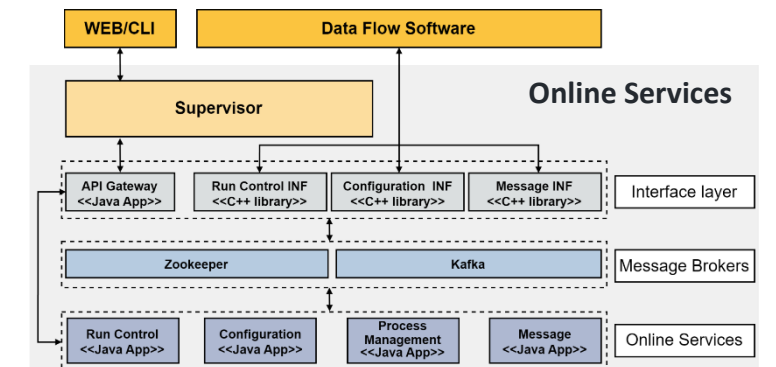 WEB/CLI
Data Flow Software
Online Services
Supervisor
API Gateway
<<Java App>>
Run Control INF
<<C++ library>>
Configuration  INF
<<C++ library>>
Message INF
<<C++ library>>
Interface layer
Zookeeper
Kafka
Message Brokers
Run Control
<<Java App>>
Configuration
<<Java App>>
Process
Management
<<Java App>>
Message
<<Java App>>
Online Services